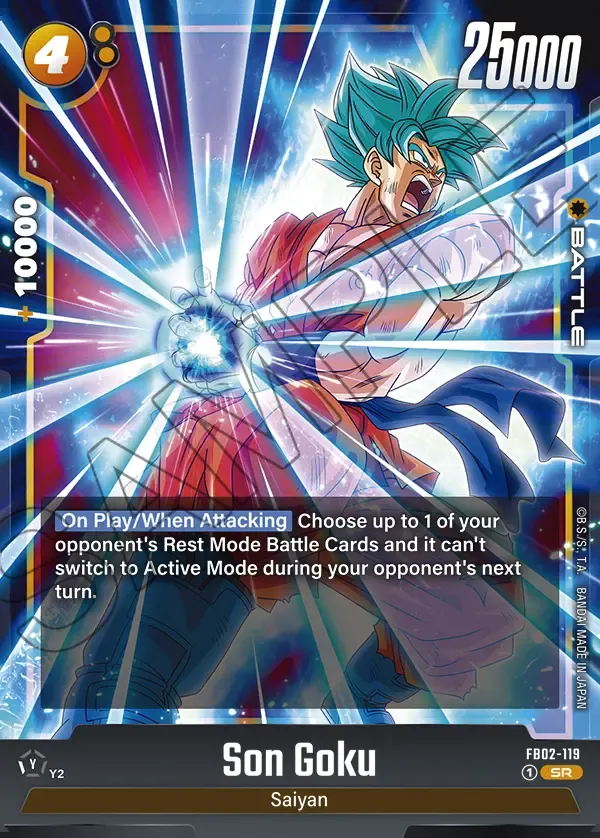 4
25000
+10000
BATTLE
SAMPLE
On Play/When Attacking Choose up to 1 of your
opponent's Rest Mode Battle Cards and it can't
switch to Active Mode during your opponent's next
turn.
©B.S./S., T.A. BANDAI MADE IN JAPAN
Son Goku
FB02-119
Y Y2
1 SR
Saiyan